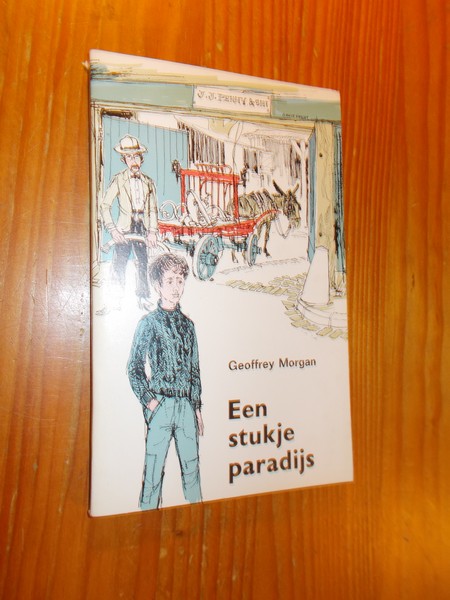 Geoffrey Morgan
Een
stukje
paradijs